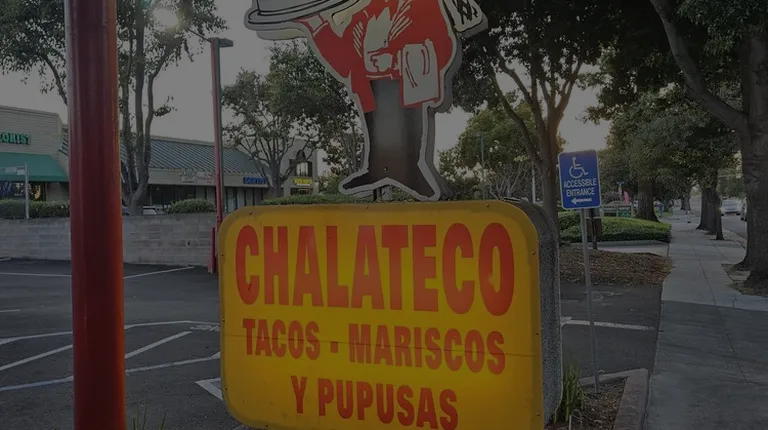 CHALATECO
TACOS - MARISCOS
Y PUPUSAS
ACCESSIBLE
ENTRANCE